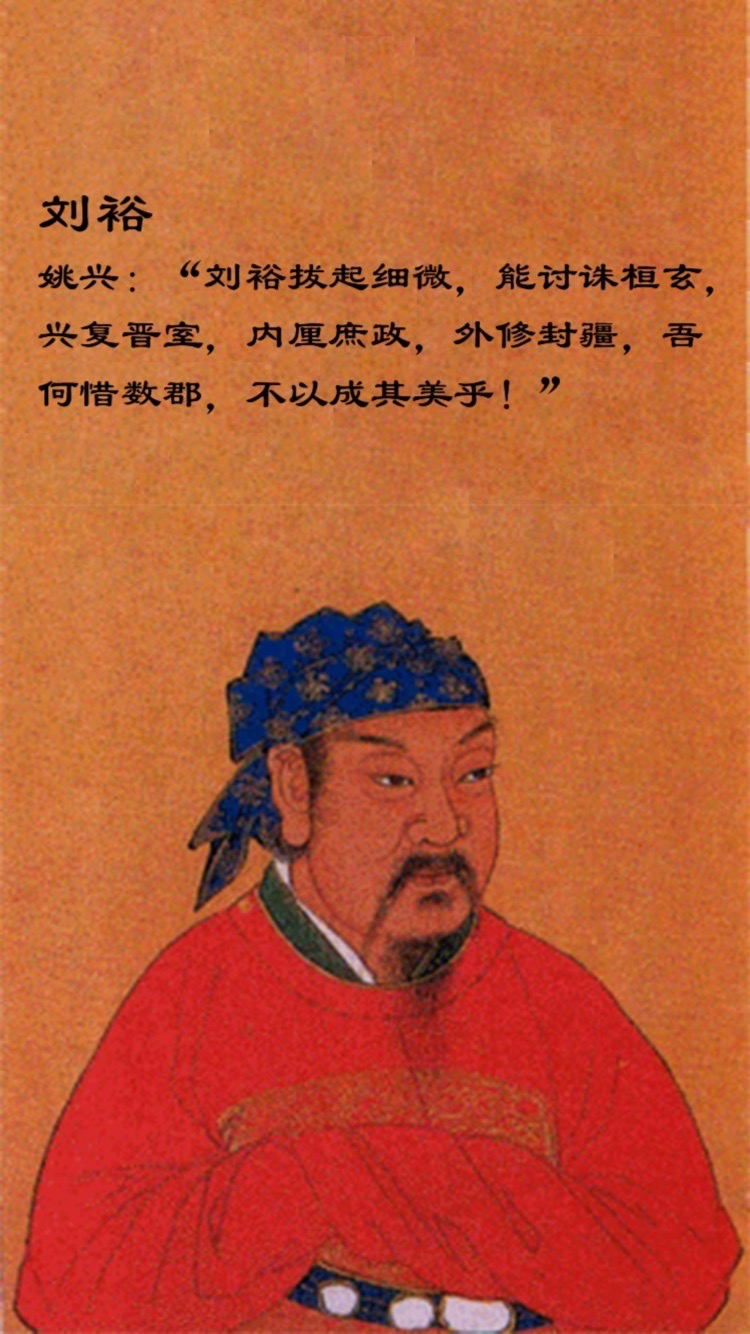 刘裕
姚兴：“刘裕拔起细微，能讨诛桓玄，
兴复晋室，内厘庶政，外修封疆，吾
何惜数郡，不以成其美乎！”